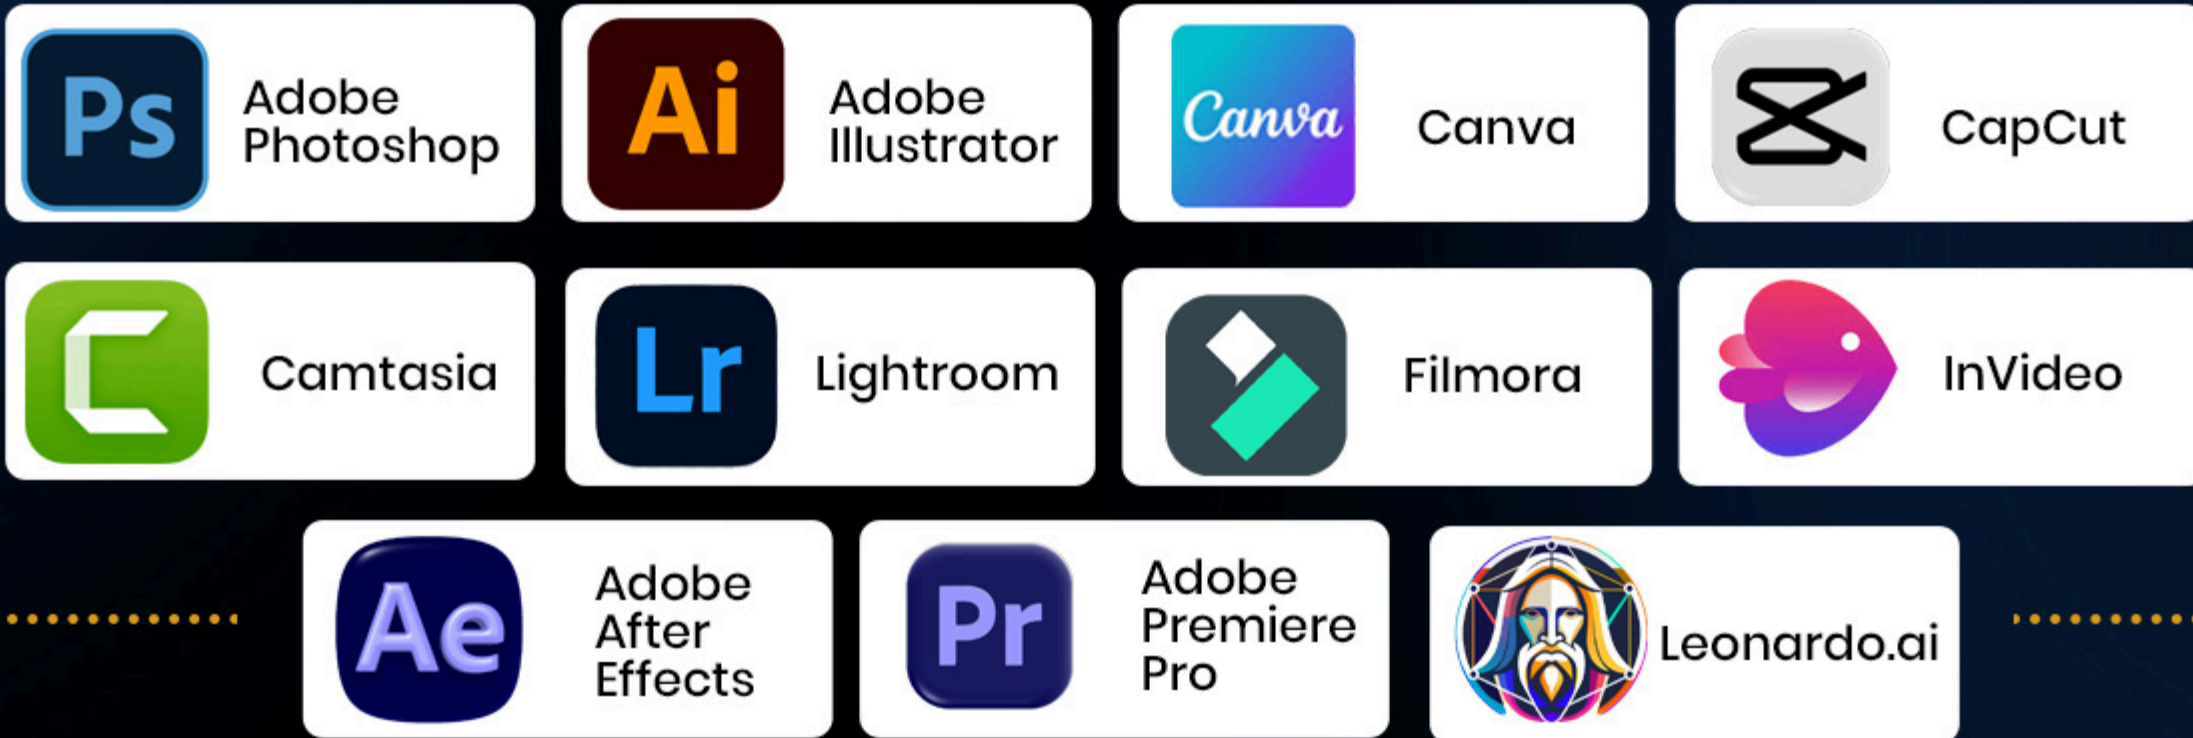 Ps
Adobe
Photoshop
Ai
Adobe
Illustrator
Canva
Canva
CapCut
Camtasia
Lr
Lightroom
Filmora
InVideo
Ae
Adobe
After
Effects
Pr
Adobe
Premiere
Pro
Leonardo.ai